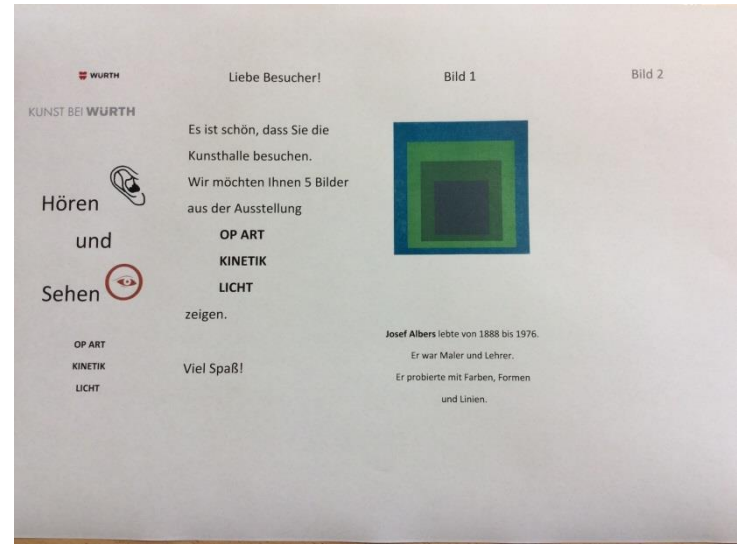 WURTH
KUNST BEI WÜRTH
Hören
und
Sehen
OP ART
KINETIK
LICHT
Liebe Besucher!
Es ist schön, dass Sie die
Kunsthalle besuchen.
Wir möchten Ihnen 5 Bilder
aus der Ausstellung
OP ART
KINETIK
LICHT
zeigen.
Viel Spaß!
Bild 1
Josef Albers lebte von 1888 bis 1976.
Er war Maler und Lehrer.
Er probierte mit Farben, Formen
und Linien.
Bild 2